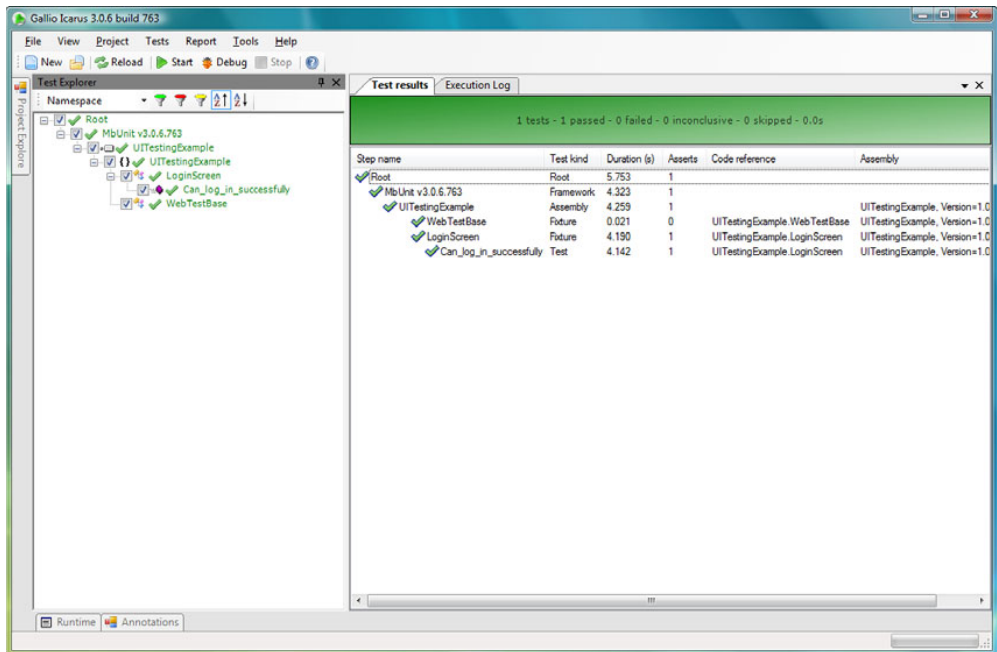 Gallio Icarus 3.0.6 build 763
File View Project Tests Report Tools Help
New Reload Start Debug Stop
Project Explore
Test Explorer
Namespace
Root
MbUnit v3.0.6.763
UITestingExample
{} UITestingExample
LoginScreen
Can_log_in_successfully
WebTestBase
Test results Execution Log
1 tests - 1 passed - 0 failed - 0 inconclusive - 0 skipped - 0.0s
Step name Test kind Duration (s) Asserts Code reference Assembly
Root Root 5.753 1
MbUnit v3.0.6.763 Framework 4.323 1
UITestingExample Assembly 4.259 1 UITestingExample, Version=1.0
WebTestBase Fixture 0.021 0 UITestingExample.WebTestBase UITestingExample, Version=1.0
LoginScreen Fixture 4.190 1 UITestingExample.LoginScreen UITestingExample, Version=1.0
Can_log_in_successfully Test 4.142 1 UITestingExample.LoginScreen UITestingExample, Version=1.0
Runtime Annotations